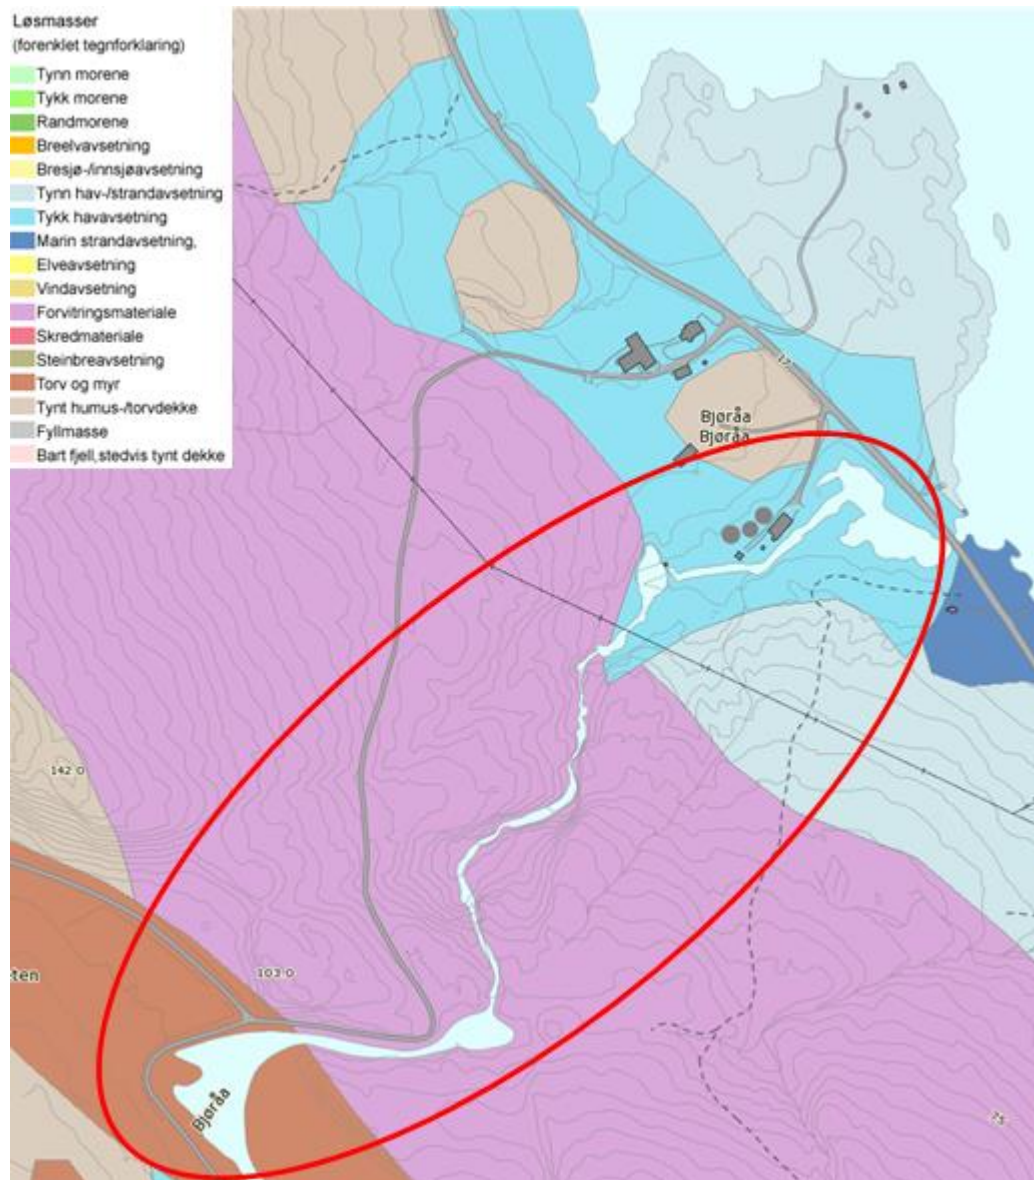 Løsmasser
(forenklet tegnforklaring)
Tynn morene
Tykk morene
Randmorene
Breelvavsetning
Bresjø-/innsjøavsetning
Tynn hav-/strandavsetning
Tykk havavsetning
Marin strandavsetning,
Elveavsetning
Vindavsetning
Forvitringsmateriale
Skredmateriale
Steinbreavsetning
Torv og myr
Tynt humus-/torvdekke
Fyllmasse
Bart fjell,stedvis tynt dekke
17
Bjøråa
Bjøråa
142.0
ten
103.0
Bjøråa